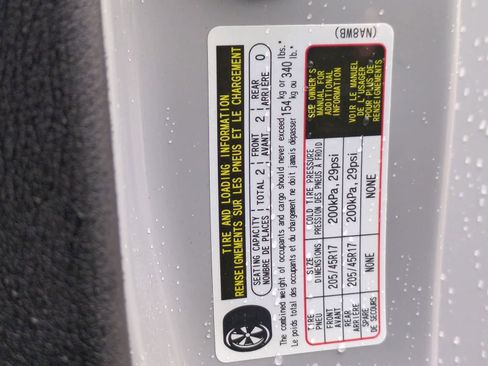 (NA8WB)
TIRE AND LOADING INFORMATION
RENSEIGNEMENTS SUR LES PNEUS ET LE CHARGEMENT
SEATING CAPACITY TOTAL 2 FRONT 2 REAR 0
NOMBRE DE PLACES AVANT ARRIÈRE
The combined weight of occupants and cargo should never exceed 154 kg or 340 lbs.
Le poids total des occupants et du chargement ne doit jamais dépasser 154 kg ou 340 lb.
TIRE SIZE COLD TIRE PRESSURE
PNEU DIMENSIONS PRESSION DES PNEUS A FROID
FRONT AVANT 205/45R17 200kPa, 29psi
REAR ARRIÈRE 205/45R17 200kPa, 29psi
SPARE DE SECOURS NONE NONE
SEE OWNER'S
MANUAL FOR
ADDITIONAL
INFORMATION
VOIR LE MANUEL
DE L'USAGER
POUR PLUS DE
RENSEIGNEMENTS